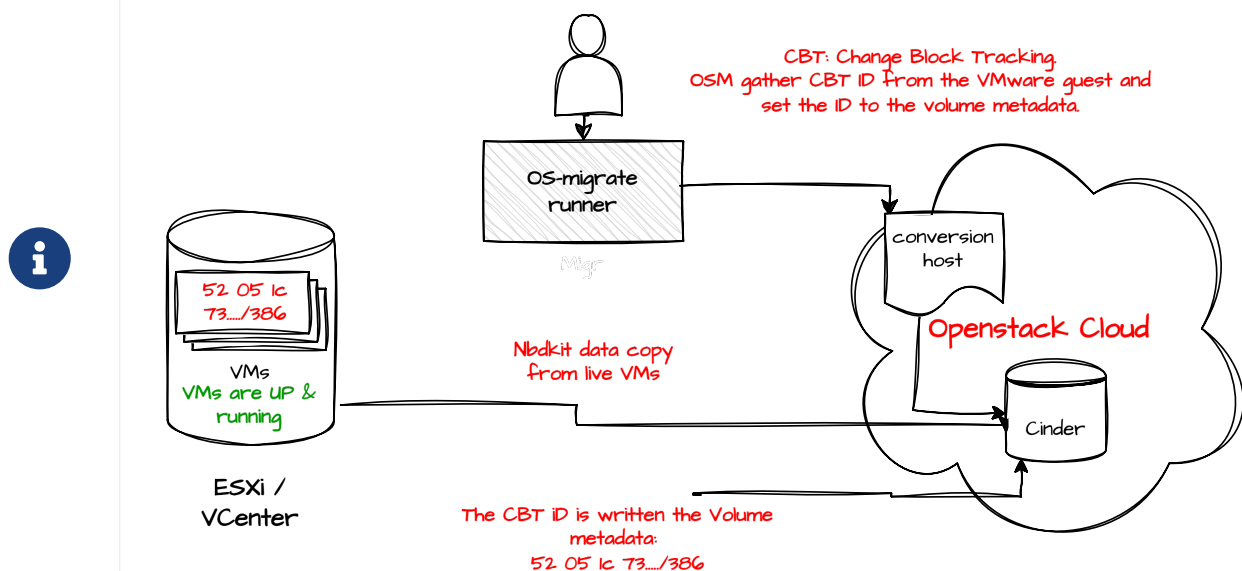 CBT: Change Block Tracking.
OSM gather CBT ID from the VMware guest and
set the ID to the volume metadata.
OS-migrate
runner
Migr
conversion
host
52 05 1c
73...../386
Openstack Cloud
Nbdkit data copy
from live VMs
VMs
VMs are UP &
running
Cinder
ESXi /
VCenter
The CBT iD is written the Volume
metadata:
52 05 1c 73...../386